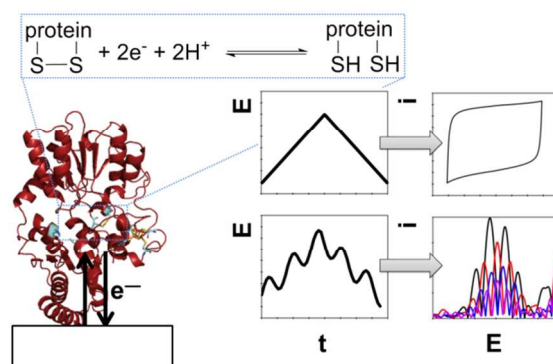 protein protein
S—S + 2e⁻ + 2H⁺ ⇌ SH SH
E i
E i
e⁻
t E